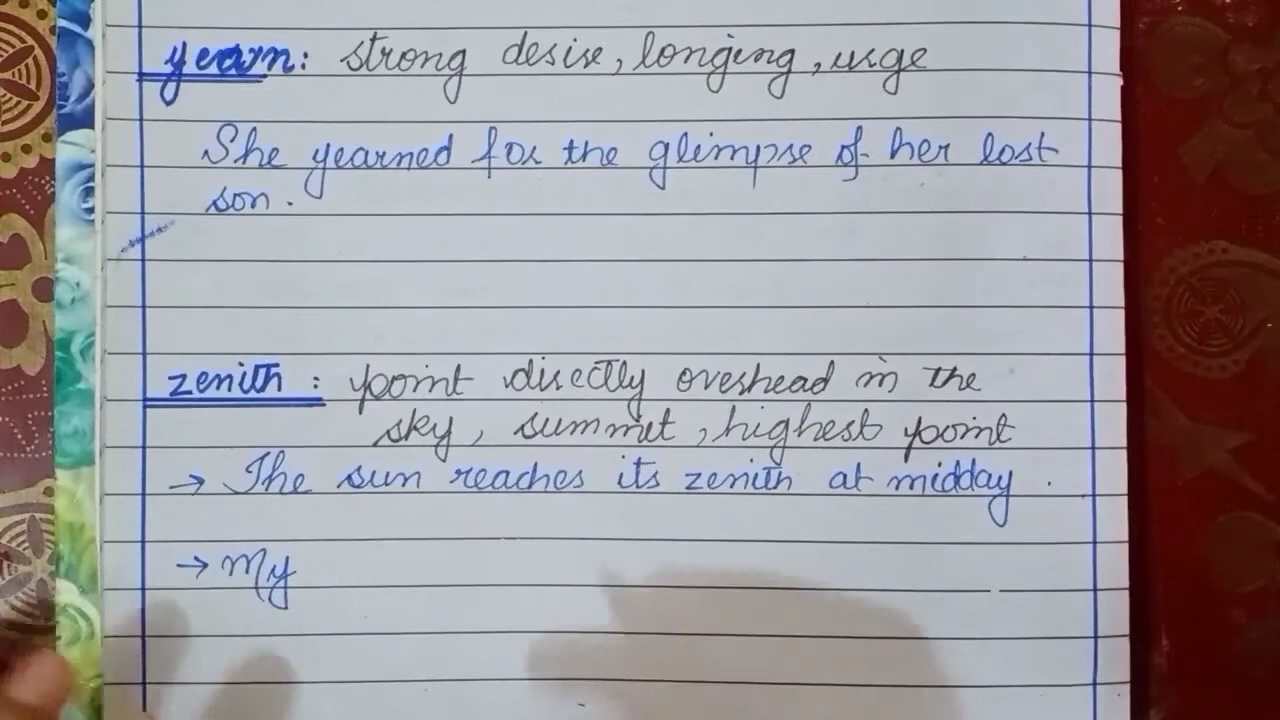 yearn: strong desire, longing, urge
She yearned for the glimpse of her lost
son.
zenith: point directly overhead in the
sky, summit, highest point
→ The sun reaches its zenith at midday.
→ My